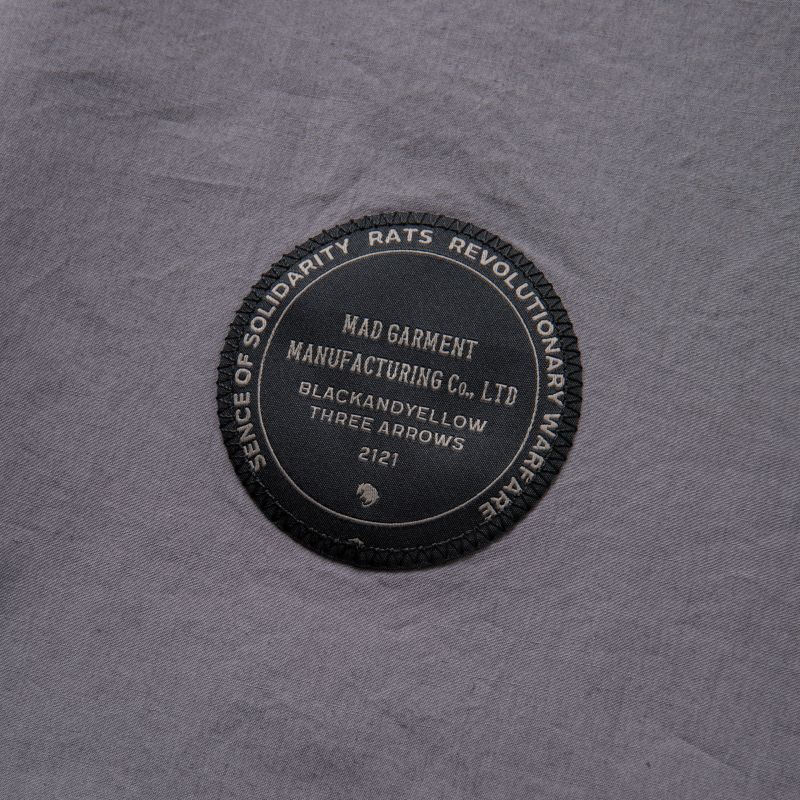 SENCE OF SOLIDARITY RATS REVOLUTIONARY WARFARE
MAD GARMENT
MANUFACTURING Co., LTD
BLACKANDYELLOW
THREE ARROWS
2121